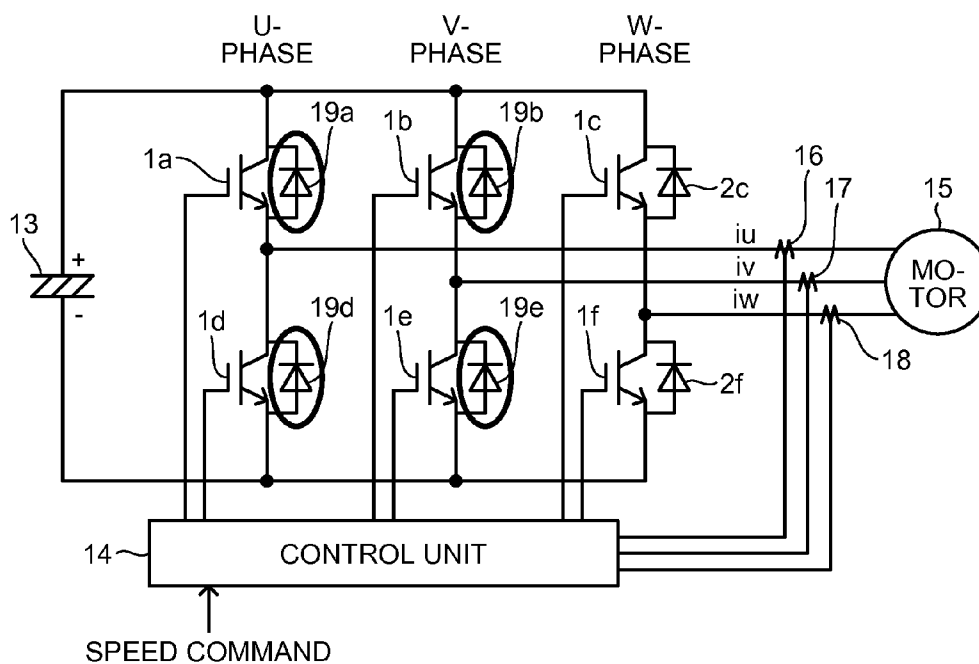 U-
PHASE
V-
PHASE
W-
PHASE
1a
19a
1b
19b
1c
2c
16
17
15
13
+
-
iu
iv
iw
MO-
TOR
18
1d
19d
1e
19e
1f
2f
14
CONTROL UNIT
SPEED COMMAND